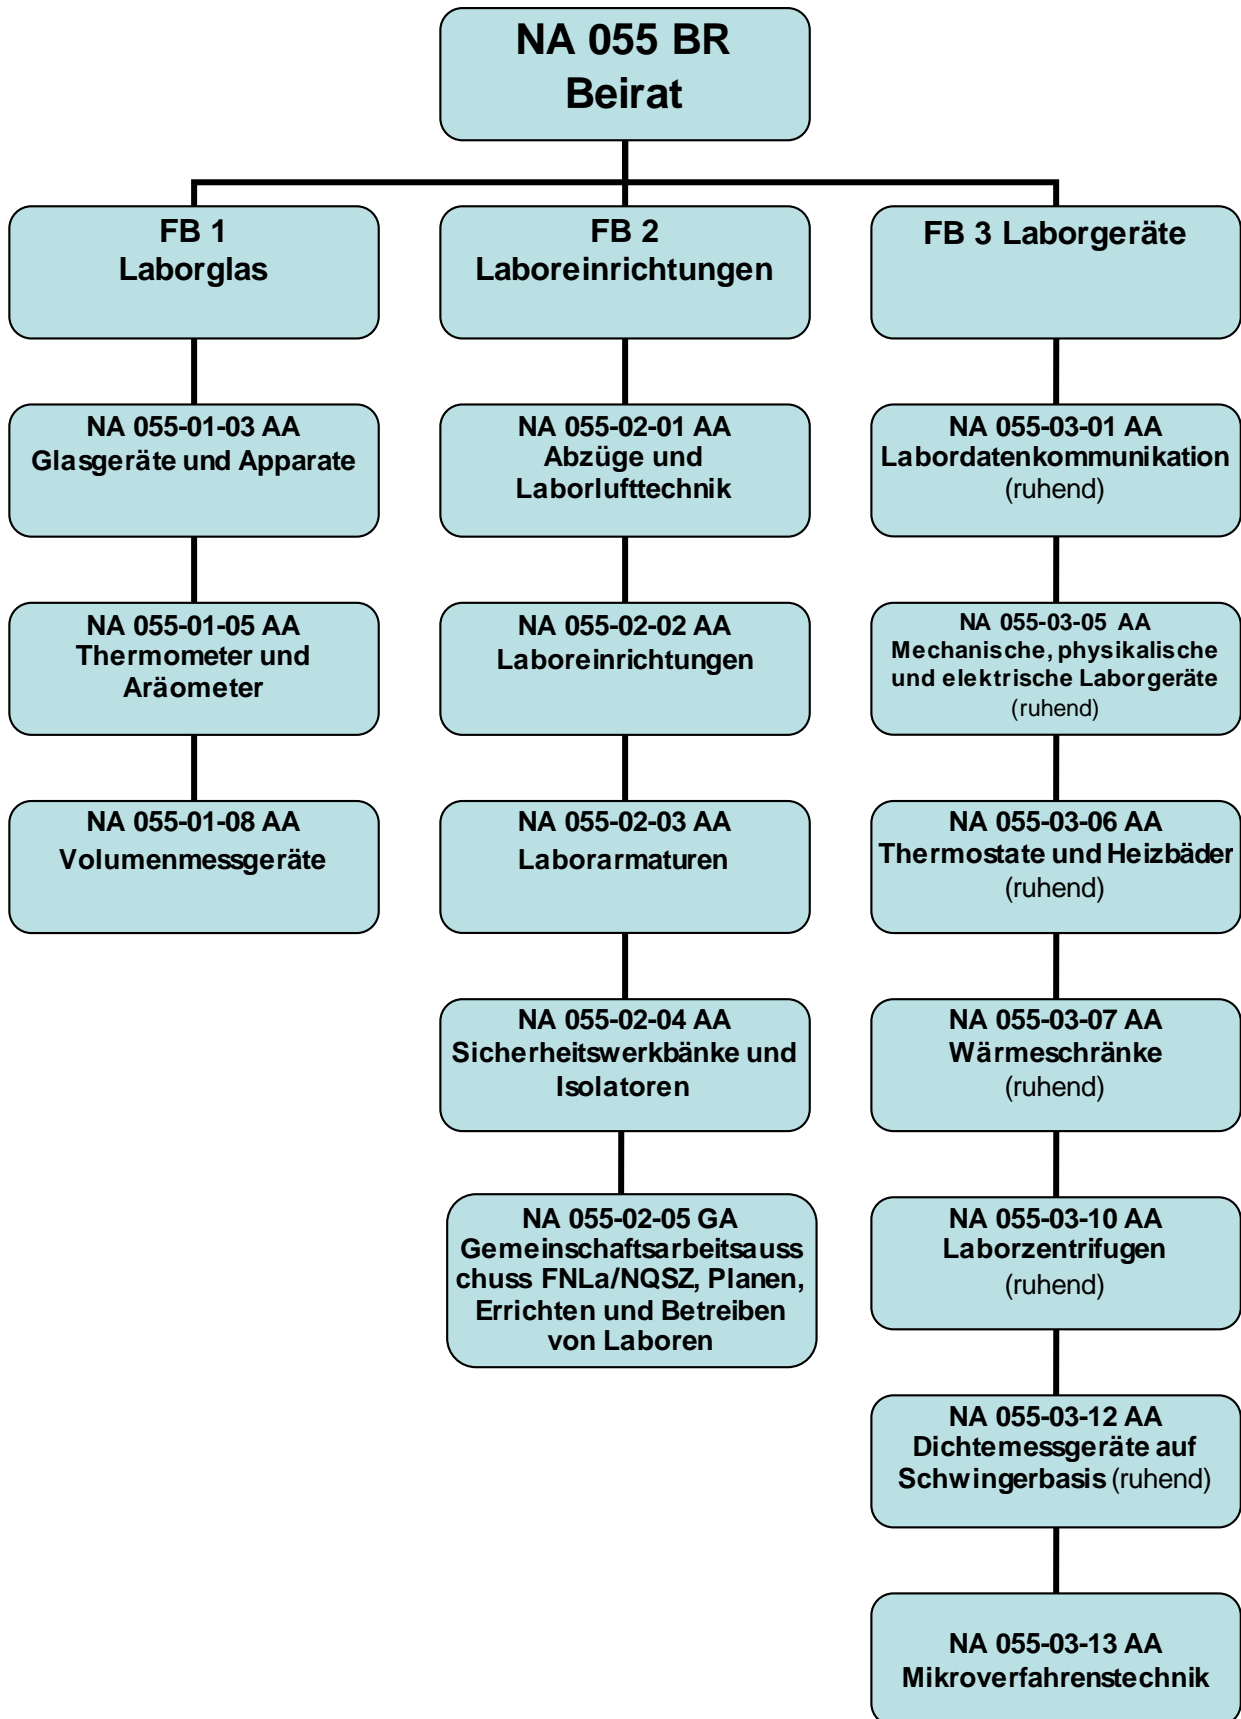 NA 055 BR
Beirat
FB 1
Laborglas
NA 055-01-03 AA
Glasgeräte und Apparate
NA 055-01-05 AA
Thermometer und
Aräometer
NA 055-01-08 AA
Volumenmessgeräte
FB 2
Laboreinrichtungen
NA 055-02-01 AA
Abzüge und
Laborlufttechnik
NA 055-02-02 AA
Laboreinrichtungen
NA 055-02-03 AA
Laborarmaturen
NA 055-02-04 AA
Sicherheitswerkbänke und
Isolatoren
NA 055-02-05 GA
Gemeinschaftsarbeitsauss
chuss FNLa/NQSZ, Planen,
Errichten und Betreiben
von Laboren
FB 3 Laborgeräte
NA 055-03-01 AA
Labordatenkommunikation
(ruhend)
NA 055-03-05 AA
Mechanische, physikalische
und elektrische Laborgeräte
(ruhend)
NA 055-03-06 AA
Thermostate und Heizbäder
(ruhend)
NA 055-03-07 AA
Wärmeschränke
(ruhend)
NA 055-03-10 AA
Laborzentrifugen
(ruhend)
NA 055-03-12 AA
Dichtemessgeräte auf
Schwingerbasis (ruhend)
NA 055-03-13 AA
Mikroverfahrenstechnik